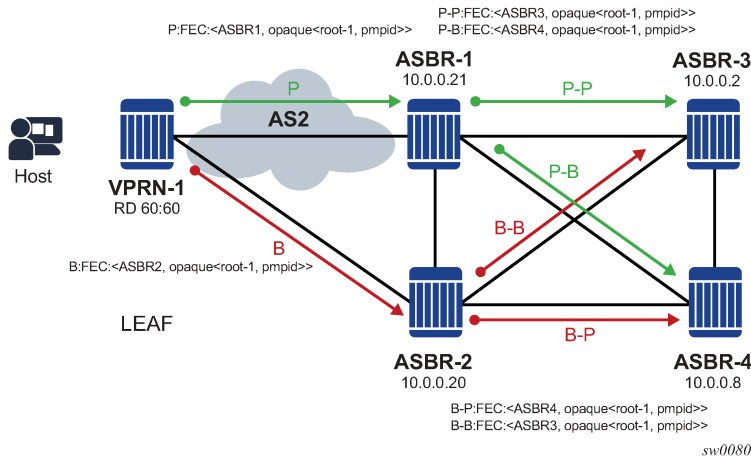 P-P:FEC:<ASBR3, opaque<root-1, pmpid>>
P:FEC:<ASBR1, opaque<root-1, pmpid>>
P-B:FEC:<ASBR4, opaque<root-1, pmpid>>
ASBR-1
10.0.0.21
ASBR-3
10.0.0.2
P
P-P
AS2
Host
VPRN-1
RD 60:60
P-B
B-B
B
B:FEC:<ASBR2, opaque<root-1, pmpid>>
LEAF
B-P
ASBR-2
10.0.0.20
ASBR-4
10.0.0.8
B-P:FEC:<ASBR4, opaque<root-1, pmpid>>
B-B:FEC:<ASBR3, opaque<root-1, pmpid>>
sw0080